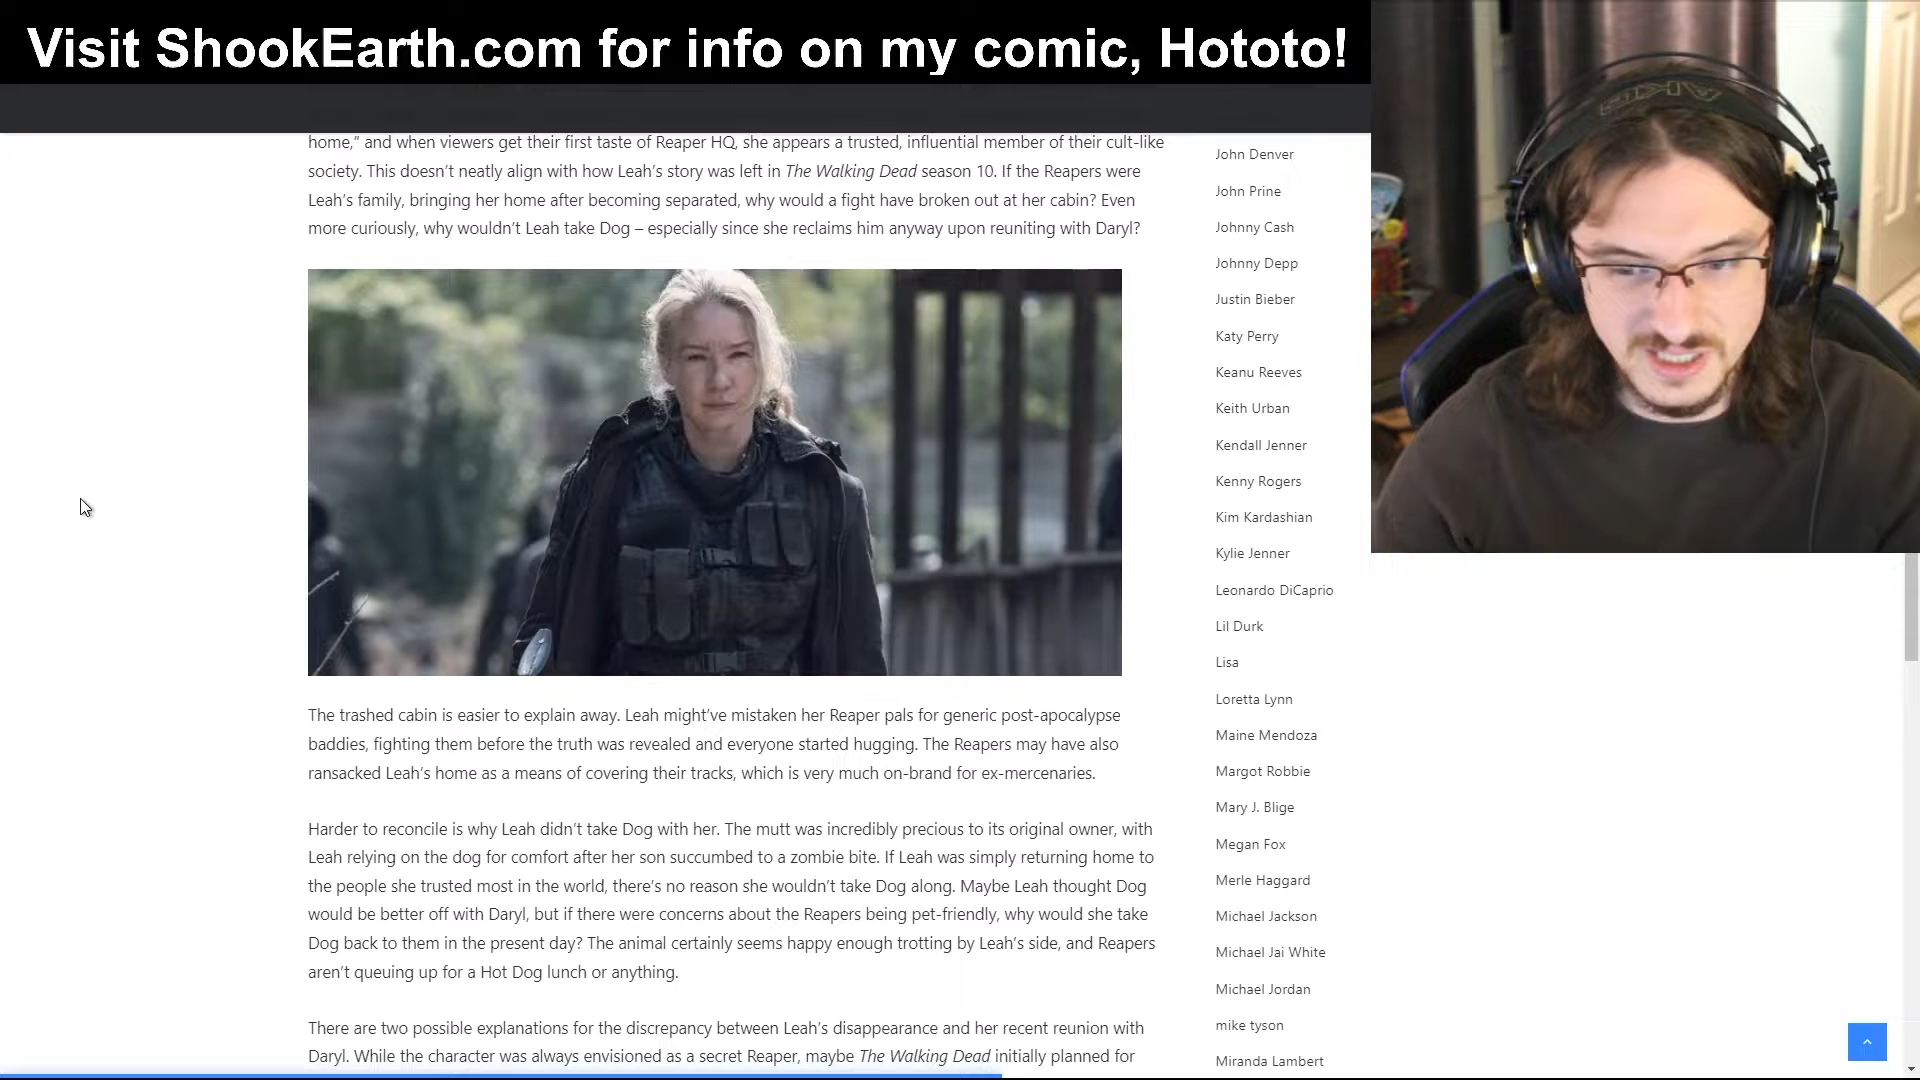 Visit ShookEarth.com for info on my comic, Hototo!
home,” and when viewers get their first taste of Reaper HQ, she appears a trusted, influential member of their cult-like
society. This doesn’t neatly align with how Leah’s story was left in The Walking Dead season 10. If the Reapers were
Leah’s family, bringing her home after becoming separated, why would a fight have broken out at her cabin? Even
more curiously, why wouldn’t Leah take Dog – especially since she reclaims him anyway upon reuniting with Daryl?
The trashed cabin is easier to explain away. Leah might’ve mistaken her Reaper pals for generic post-apocalypse
baddies, fighting them before the truth was revealed and everyone started hugging. The Reapers may have also
ransacked Leah’s home as a means of covering their tracks, which is very much on-brand for ex-mercenaries.
Harder to reconcile is why Leah didn’t take Dog with her. The mutt was incredibly precious to its original owner, with
Leah relying on the dog for comfort after her son succumbed to a zombie bite. If Leah was simply returning home to
the people she trusted most in the world, there’s no reason she wouldn’t take Dog along. Maybe Leah thought Dog
would be better off with Daryl, but if there were concerns about the Reapers being pet-friendly, why would she take
Dog back to them in the present day? The animal certainly seems happy enough trotting by Leah’s side, and Reapers
aren’t queuing up for a Hot Dog lunch or anything.
There are two possible explanations for the discrepancy between Leah’s disappearance and her recent reunion with
Daryl. While the character was always envisioned as a secret Reaper, maybe The Walking Dead initially planned for
John Denver
John Prine
Johnny Cash
Johnny Depp
Justin Bieber
Katy Perry
Keanu Reeves
Keith Urban
Kendall Jenner
Kenny Rogers
Kim Kardashian
Kylie Jenner
Leonardo DiCaprio
Lil Durk
Lisa
Loretta Lynn
Maine Mendoza
Margot Robbie
Mary J. Blige
Megan Fox
Merle Haggard
Michael Jackson
Michael Jai White
Michael Jordan
mike tyson
Miranda Lambert
AKG